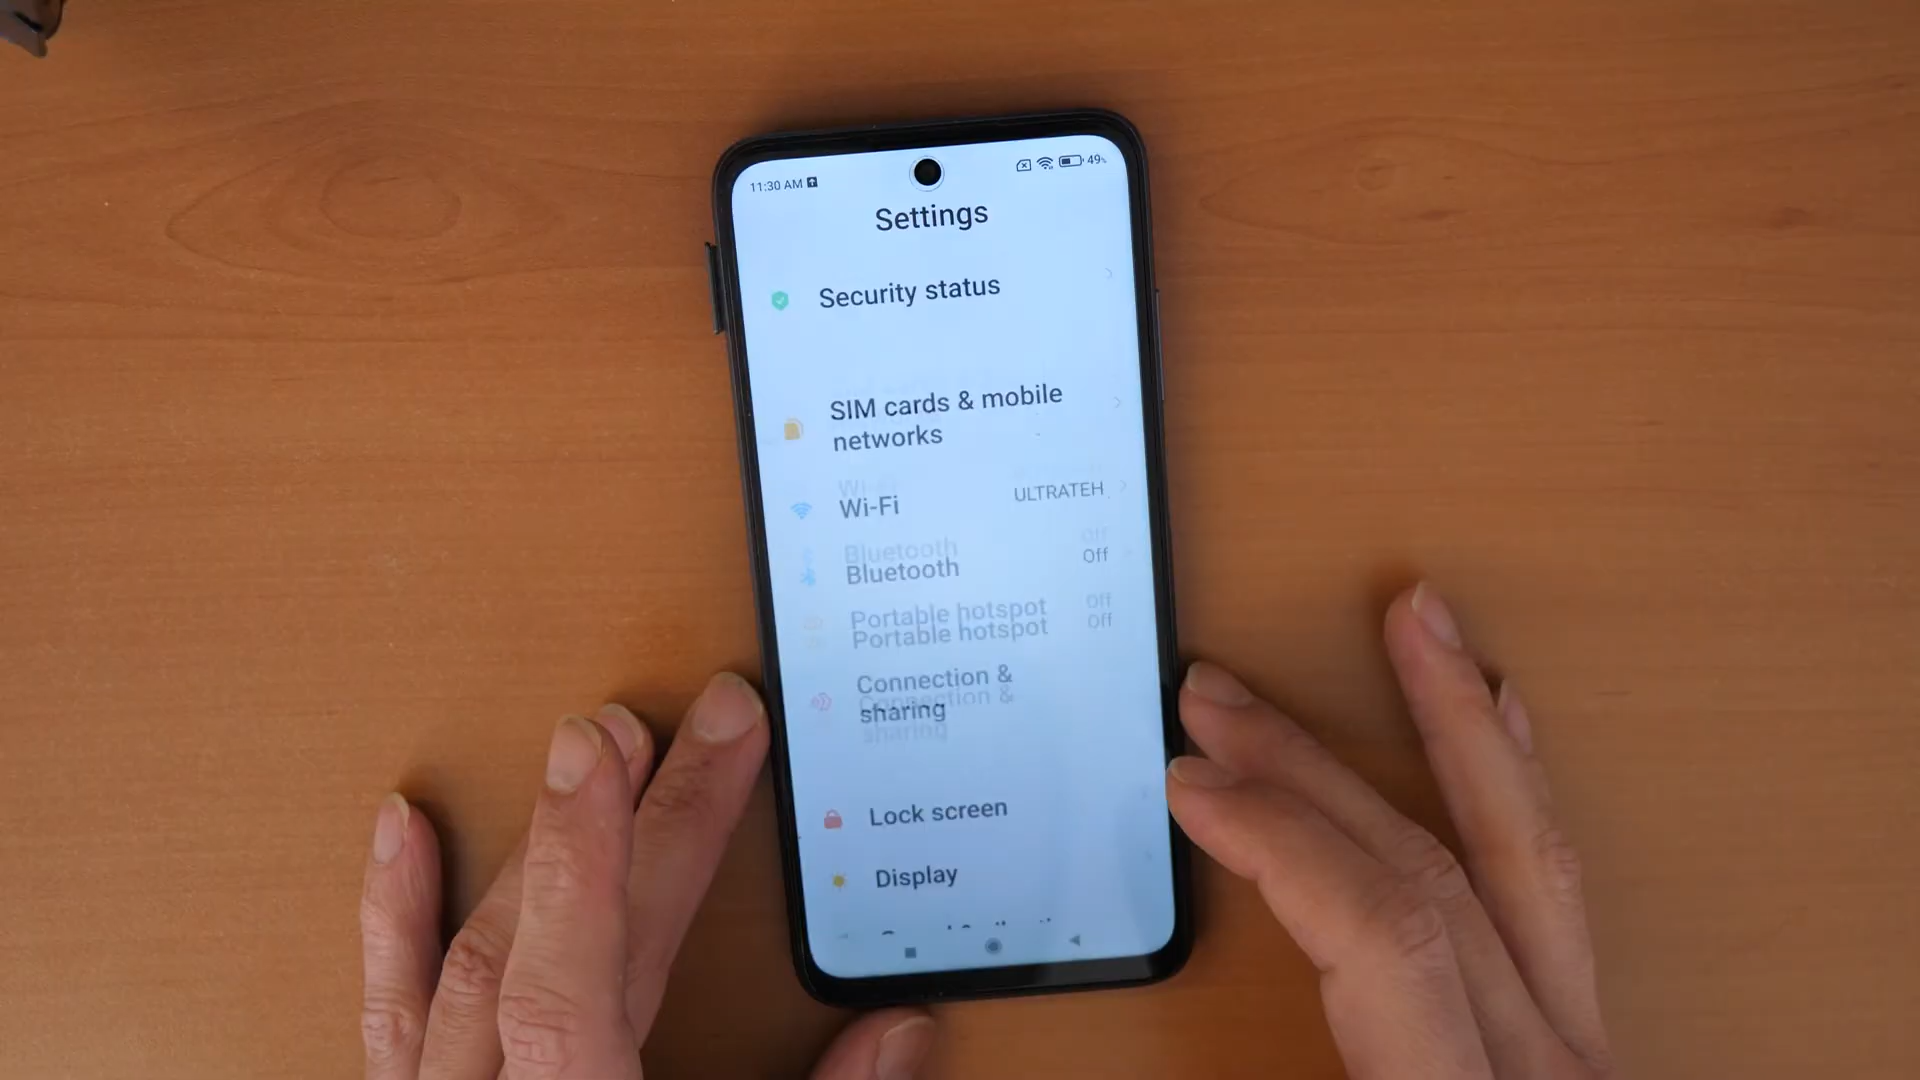 11:30 AM
49%
Settings
Security status
SIM cards & mobile
networks
Wi-Fi ULTRATEH
Bluetooth Off
Portable hotspot Off
Connection &
sharing
Lock screen
Display